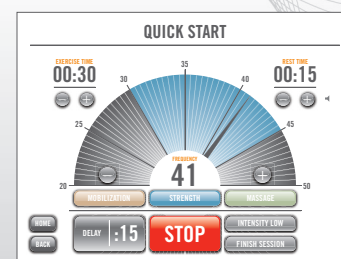 QUICK START
EXERCISE TIME
00:30
REST TIME
00:15
20
25
30
35
40
45
50
FREQUENCY
41
MOBILIZATION
STRENGTH
MASSAGE
HOME
BACK
DELAY :15
STOP
INTENSITY LOW
FINISH SESSION